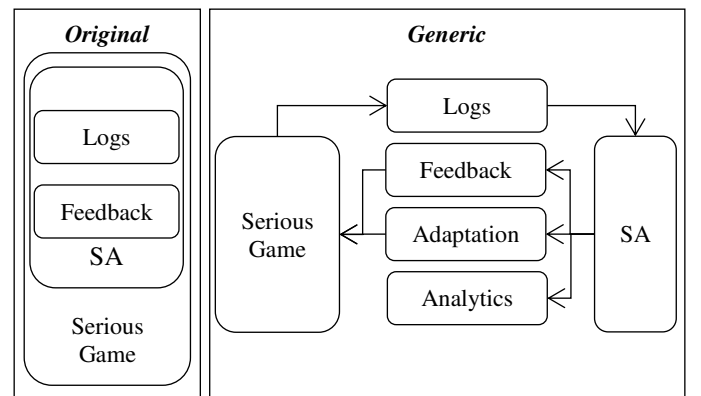 Original
Logs
Feedback
SA
Serious
Game
Generic
Logs
Feedback
Serious
Game
Adaptation
SA
Analytics